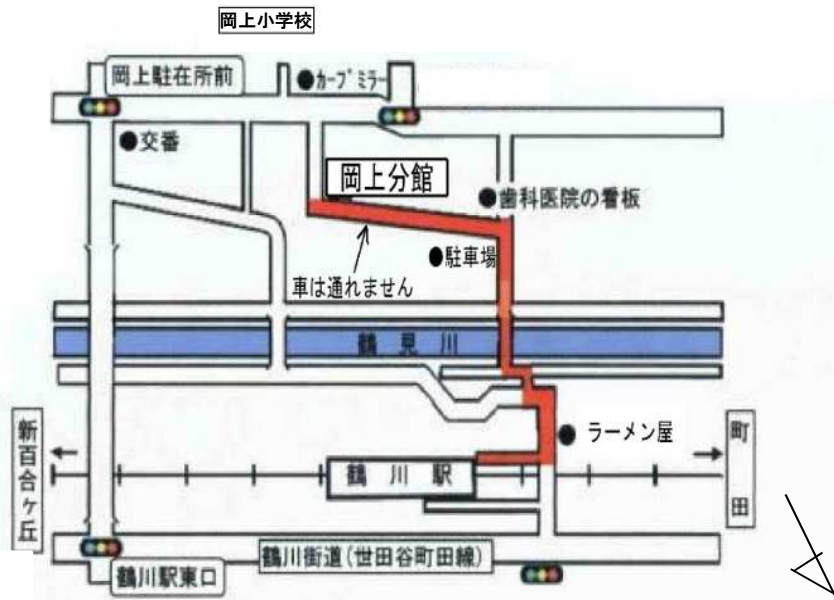 岡上小学校
岡上駐在所前
●カーブミラー
●交番
岡上分館
●歯科医院の看板
●駐車場
車は通れません
鶴見川
新百合ヶ丘
●ラーメン屋
町田
鶴川駅
鶴川街道(世田谷町田線)
鶴川駅東口